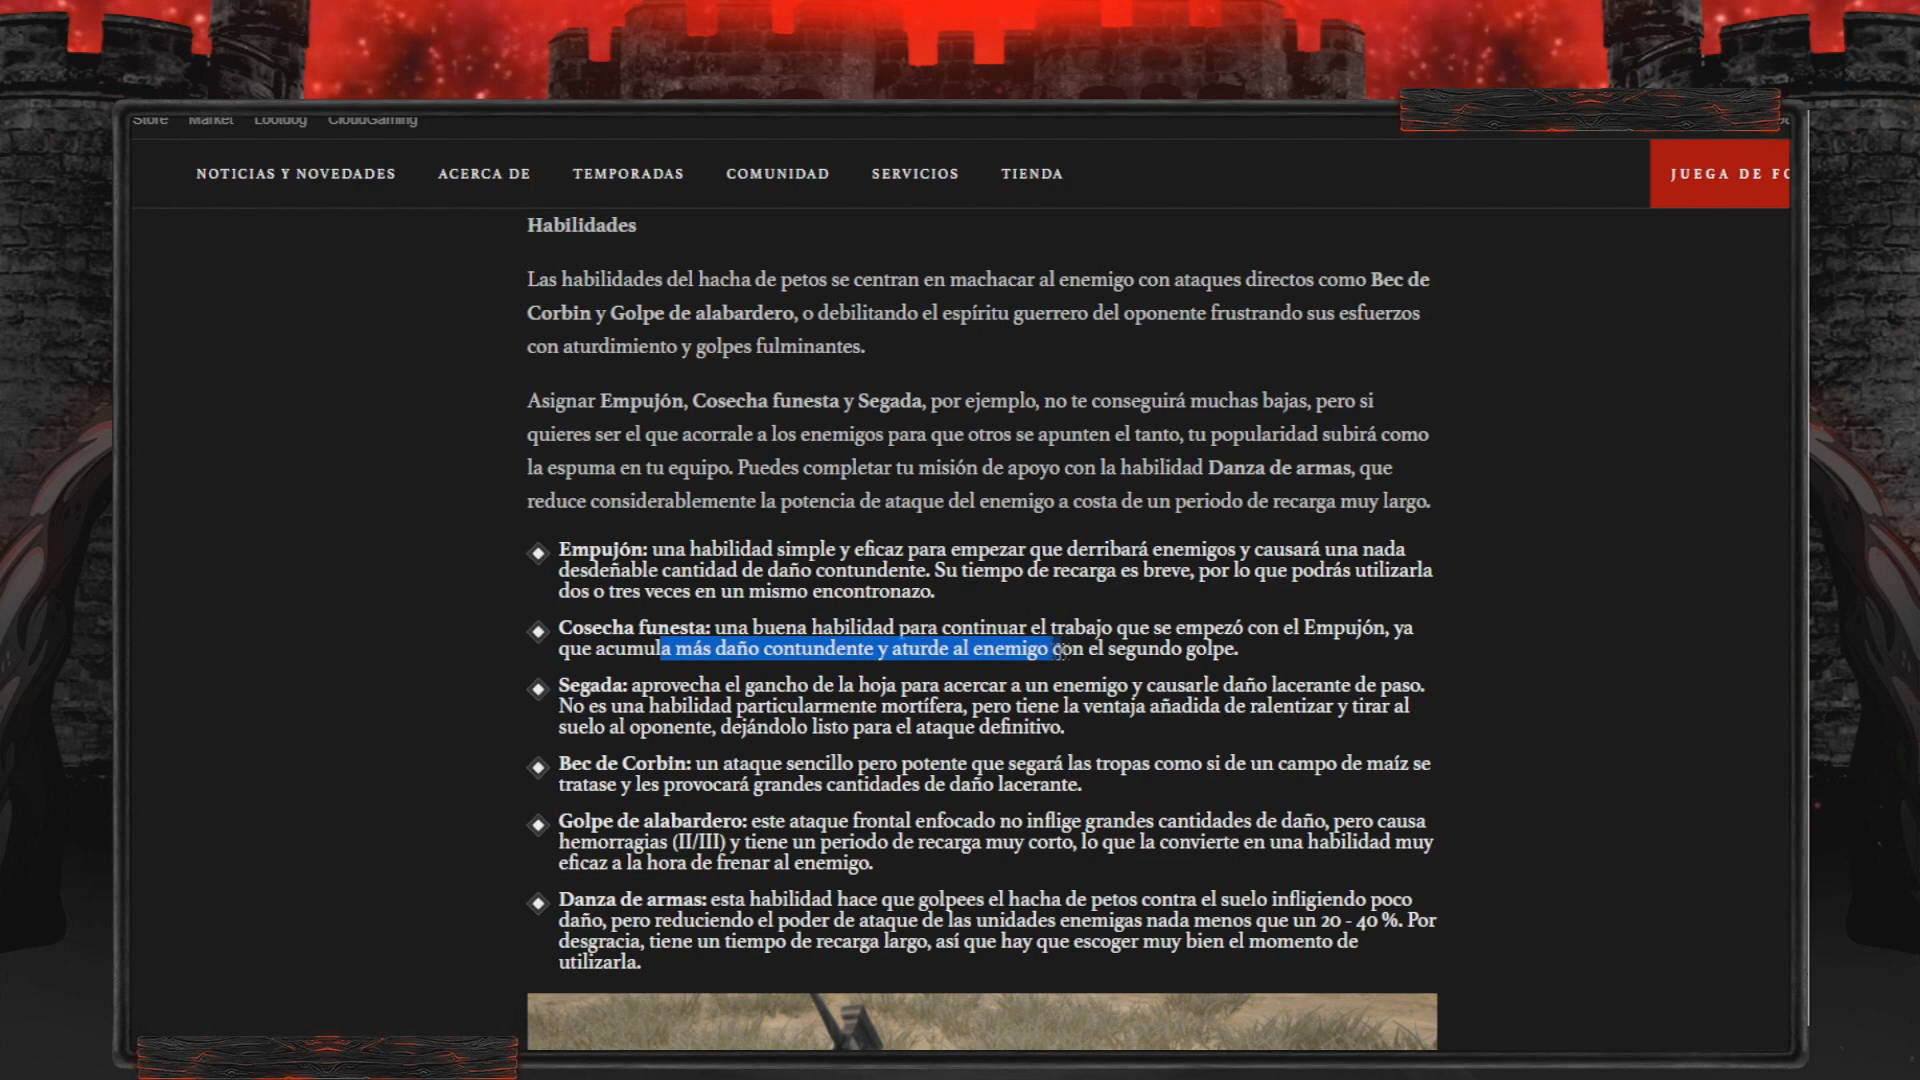 Store Market Lootdog CloudGaming
NOTICIAS Y NOVEDADES ACERCA DE TEMPORADAS COMUNIDAD SERVICIOS TIENDA JUEGA DE
Habilidades
Las habilidades del hacha de petos se centran en machacar al enemigo con ataques directos como Bec de
Corbin y Golpe de alabardero, o debilitando el espíritu guerrero del oponente frustrando sus esfuerzos
con aturdimiento y golpes fulminantes.
Asignar Empujón, Cosecha funesta y Segada, por ejemplo, no te conseguirá muchas bajas, pero si
quieres ser el que acorrale a los enemigos para que otros se apunten el tanto, tu popularidad subirá como
la espuma en tu equipo. Puedes completar tu misión de apoyo con la habilidad Danza de armas, que
reduce considerablemente la potencia de ataque del enemigo a costa de un periodo de recarga muy largo.
Empujón: una habilidad simple y eficaz para empezar que derribará enemigos y causará una nada
desdeñable cantidad de daño contundente. Su tiempo de recarga es breve, por lo que podrás utilizarla
dos o tres veces en un mismo encontronazo.
Cosecha funesta: una buena habilidad para continuar el trabajo que se empezó con el Empujón, ya
que acumula más daño contundente y aturde al enemigo con el segundo golpe.
Segada: aprovecha el gancho de la hoja para acercar a un enemigo y causarle daño lacerante de paso.
No es una habilidad particularmente mortífera, pero tiene la ventaja añadida de ralentizar y tirar al
suelo al oponente, dejándolo listo para el ataque definitivo.
Bec de Corbin: un ataque sencillo pero potente que segará las tropas como si de un campo de maíz se
tratase y les provocará grandes cantidades de daño lacerante.
Golpe de alabardero: este ataque frontal enfocado no inflige grandes cantidades de daño, pero causa
hemorragias (II/III) y tiene un periodo de recarga muy corto, lo que la convierte en una habilidad muy
eficaz a la hora de frenar al enemigo.
Danza de armas: esta habilidad hace que golpees el hacha de petos contra el suelo infligiendo poco
daño, pero reduciendo el poder de ataque de las unidades enemigas nada menos que un 20 - 40 %. Por
desgracia, tiene un tiempo de recarga largo, así que hay que escoger muy bien el momento de
utilizarla.